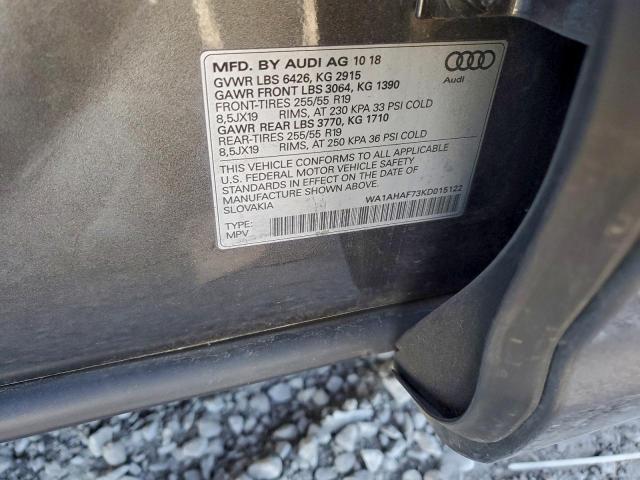 MFD. BY AUDI AG 10 18
GVWR LBS 6426, KG 2915
GAWR FRONT LBS 3064, KG 1390
FRONT-TIRES 255/55 R19
8,5JX19 RIMS, AT 230 KPA 33 PSI COLD
GAWR REAR LBS 3770, KG 1710
REAR-TIRES 255/55 R19
8,5JX19 RIMS, AT 250 KPA 36 PSI COLD
THIS VEHICLE CONFORMS TO ALL APPLICABLE
U.S. FEDERAL MOTOR VEHICLE SAFETY
STANDARDS IN EFFECT ON THE DATE OF
MANUFACTURE SHOWN ABOVE.
SLOVAKIA
WA1AHAF73KD015122
TYPE
MPV
Audi